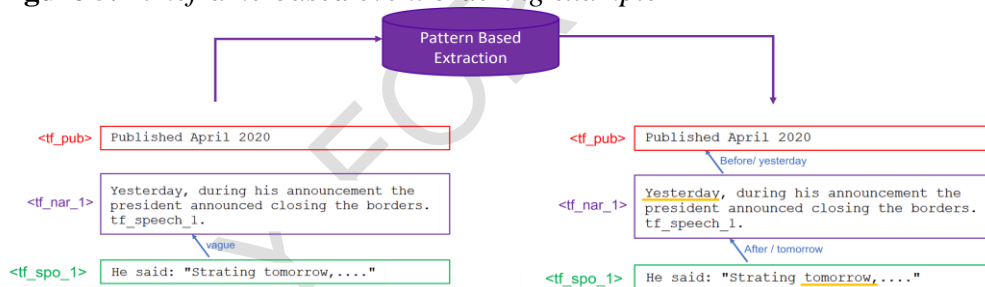 Pattern Based
Extraction
<tf_pub> Published April 2020
<tf_nar_1> Yesterday, during his announcement the
president announced closing the borders.
tf_speech_1.
vague
<tf_spo_1> He said: "Strating tomorrow,...."
<tf_pub> Published April 2020
Before/ yesterday
<tf_nar_1> Yesterday, during his announcement the
president announced closing the borders.
tf_speech_1.
After / tomorrow
<tf_spo_1> He said: "Strating tomorrow,...."